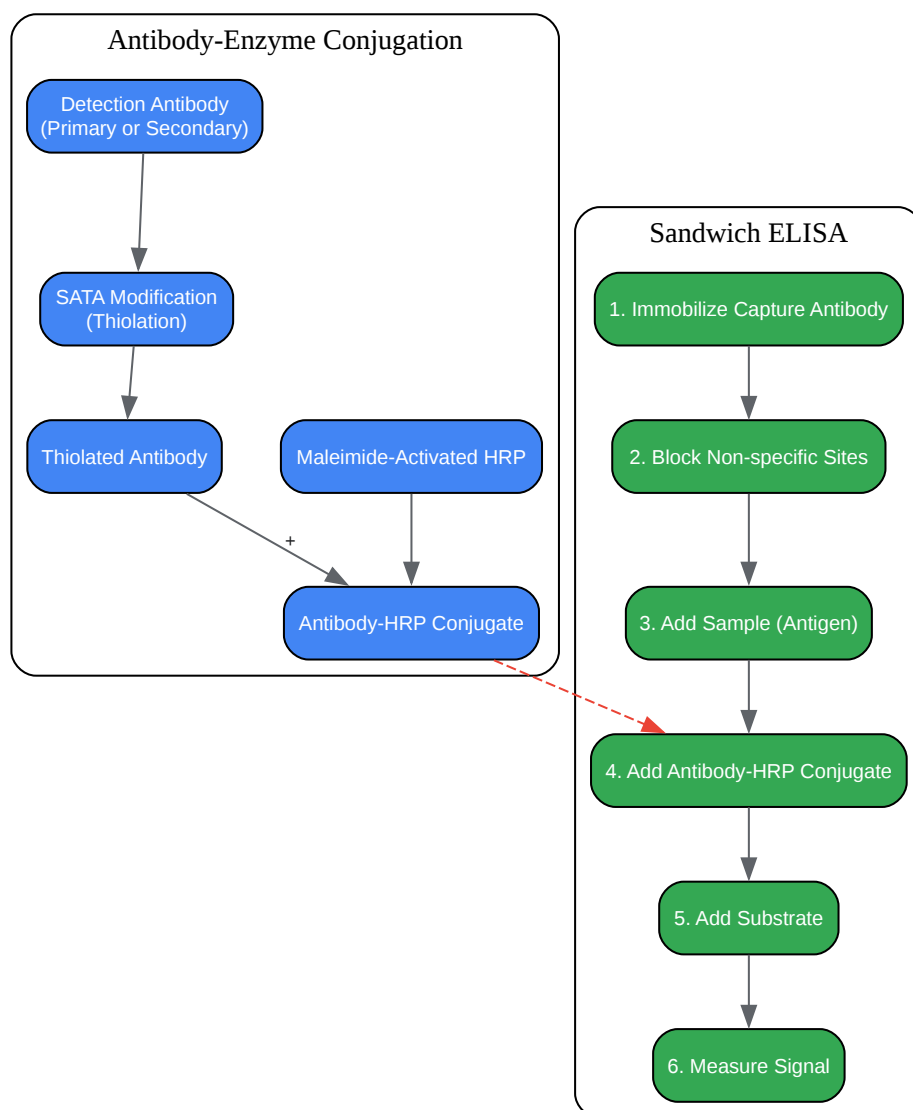 Antibody-Enzyme Conjugation
Detection Antibody
(Primary or Secondary)
SATA Modification
(Thiolation)
Thiolated Antibody
Maleimide-Activated HRP
+
Antibody-HRP Conjugate
Sandwich ELISA
1. Immobilize Capture Antibody
2. Block Non-specific Sites
3. Add Sample (Antigen)
4. Add Antibody-HRP Conjugate
5. Add Substrate
6. Measure Signal